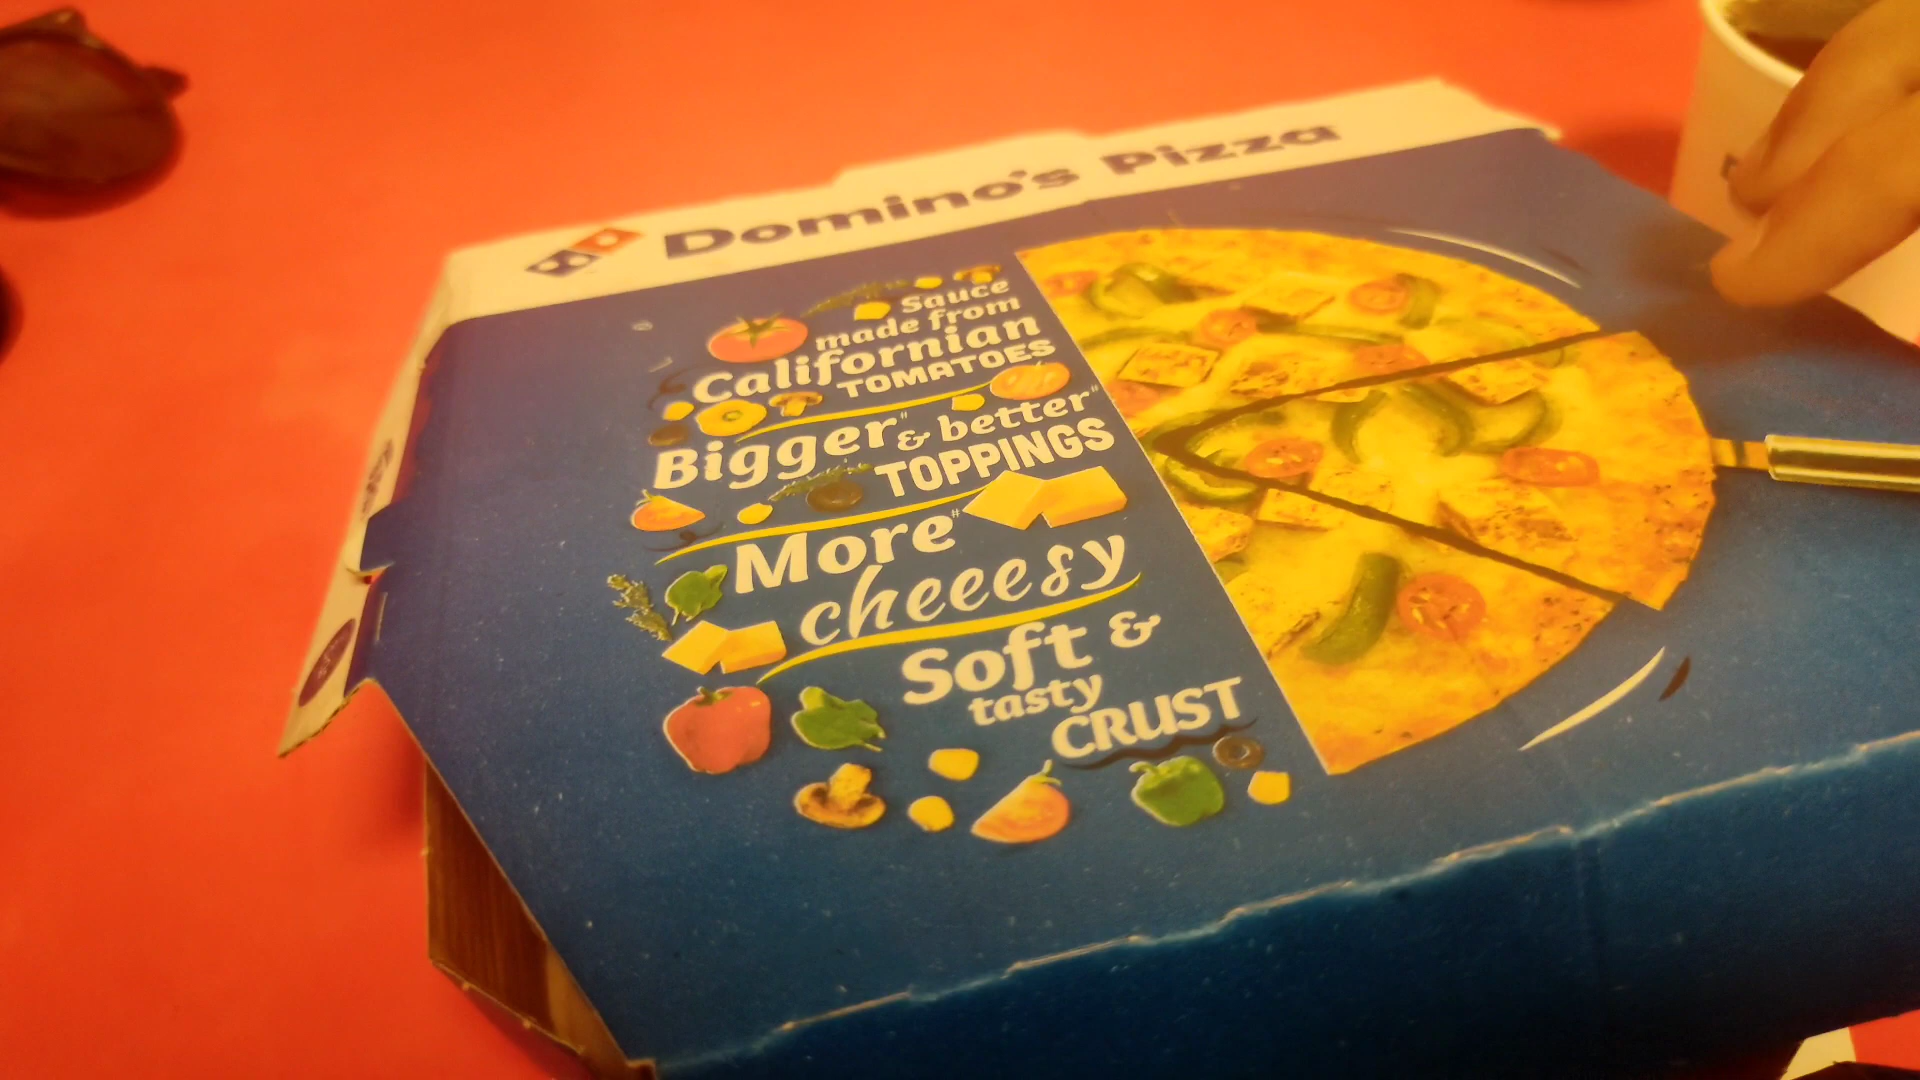 Domino's Pizza
Sauce
made from
Californian
TOMATOES
Bigger" & better"
TOPPINGS
More#
cheeesy
Soft &
tasty
CRUST